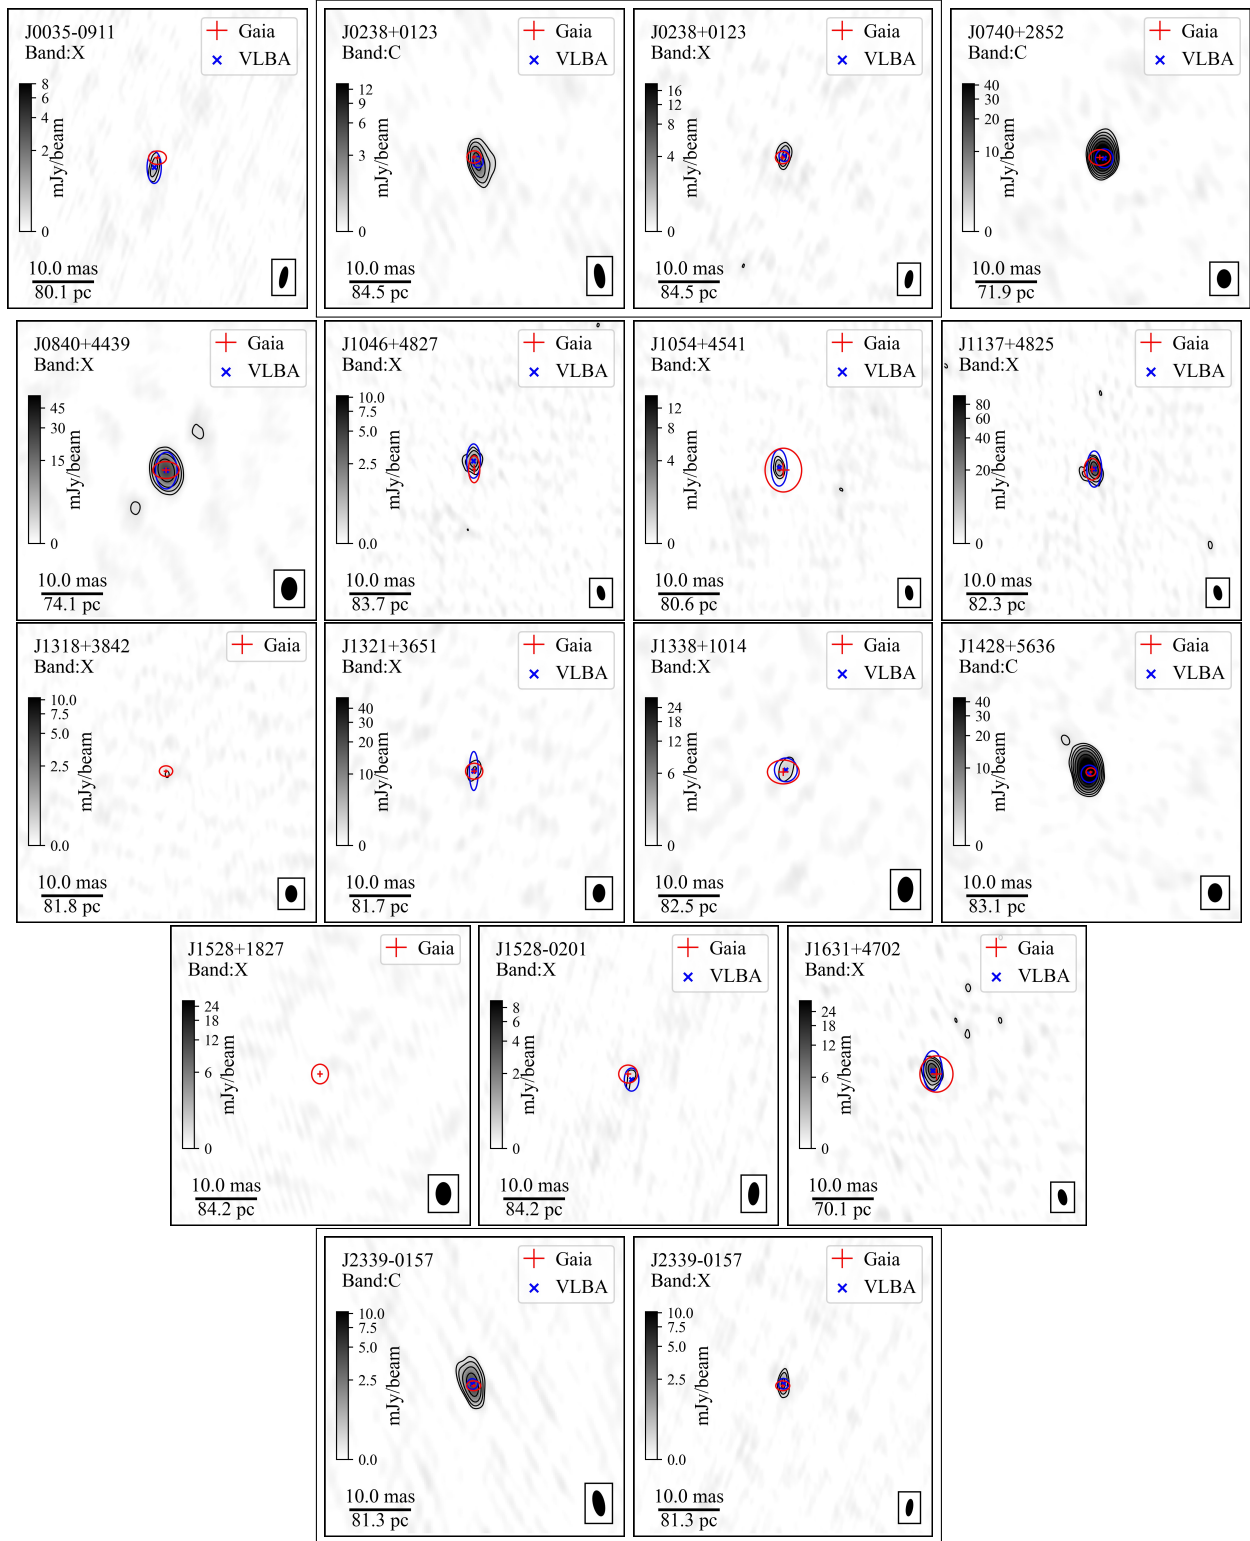 J0035-0911
Band:X
Gaia
VLBA
8
6
4
2
0
mJy/beam
10.0 mas
80.1 pc
J0238+0123
Band:C
Gaia
VLBA
12
9
6
3
0
mJy/beam
10.0 mas
84.5 pc
J0238+0123
Band:X
Gaia
VLBA
16
12
8
4
0
mJy/beam
10.0 mas
84.5 pc
J0740+2852
Band:C
Gaia
VLBA
40
30
20
10
0
mJy/beam
10.0 mas
71.9 pc
J0840+4439
Band:X
Gaia
VLBA
45
30
15
0
mJy/beam
10.0 mas
74.1 pc
J1046+4827
Band:X
Gaia
VLBA
10.0
7.5
5.0
2.5
0.0
mJy/beam
10.0 mas
83.7 pc
J1054+4541
Band:X
Gaia
VLBA
12
8
4
0
mJy/beam
10.0 mas
80.6 pc
J1137+4825
Band:X
Gaia
VLBA
80
60
40
20
0
mJy/beam
10.0 mas
82.3 pc
J1318+3842
Band:X
Gaia
10.0
7.5
5.0
2.5
0.0
mJy/beam
10.0 mas
81.8 pc
J1321+3651
Band:X
Gaia
VLBA
40
30
20
10
0
mJy/beam
10.0 mas
81.7 pc
J1338+1014
Band:X
Gaia
VLBA
24
18
12
6
0
mJy/beam
10.0 mas
82.5 pc
J1428+5636
Band:C
Gaia
VLBA
40
30
20
10
0
mJy/beam
10.0 mas
83.1 pc
J1528+1827
Band:X
Gaia
24
18
12
6
0
mJy/beam
10.0 mas
84.2 pc
J1528-0201
Band:X
Gaia
VLBA
8
6
4
2
0
mJy/beam
10.0 mas
84.2 pc
J1631+4702
Band:X
Gaia
VLBA
24
18
12
6
0
mJy/beam
10.0 mas
70.1 pc
J2339-0157
Band:C
Gaia
VLBA
10.0
7.5
5.0
2.5
0.0
mJy/beam
10.0 mas
81.3 pc
J2339-0157
Band:X
Gaia
VLBA
10.0
7.5
5.0
2.5
0.0
mJy/beam
10.0 mas
81.3 pc